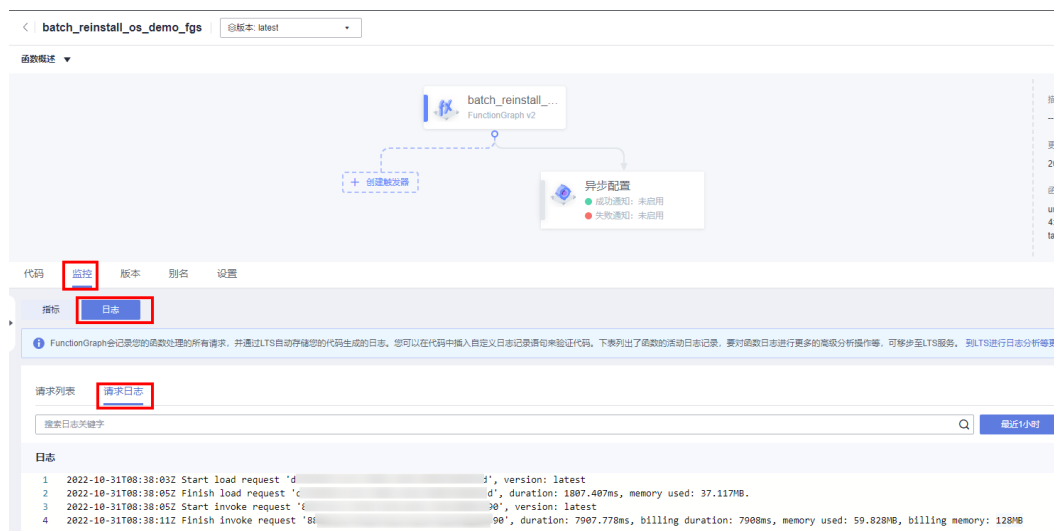 batch_reinstall_os_demo_fgs 版本: latest
函数概述
batch_reinstall_...
FunctionGraph v2
+ 创建触发器
异步配置
成功通知：未启用
失败通知：未启用
代码 监控 版本 别名 设置
指标 日志
FunctionGraph会记录您的函数处理的所有请求，并通过LTS自动存储您的代码生成的日志。您可以在代码中插入自定义日志记录语句来验证代码。下表列出了函数的活动日志记录，要对函数日志进行更多的高级分析操作等，可移步至LTS服务。 到LTS进行日志分析等更
请求列表 请求日志
搜索日志关键字 最近1小时
日志
1 2022-10-31T08:38:03Z Start load request 'd d', version: latest
2 2022-10-31T08:38:05Z Finish load request 'c d', duration: 1807.407ms, memory used: 37.117MB.
3 2022-10-31T08:38:05Z Start invoke request '8 90', version: latest
4 2022-10-31T08:38:11Z Finish invoke request '88 90', duration: 7907.778ms, billing duration: 7908ms, memory used: 59.828MB, billing memory: 128MB